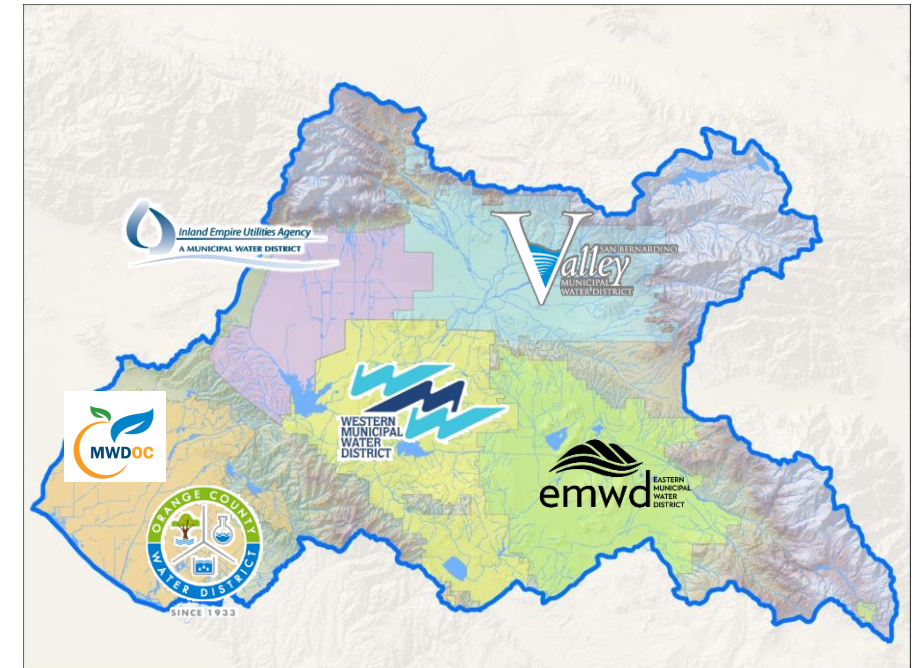 Inland Empire Utilities Agency
A MUNICIPAL WATER DISTRICT
Valley
SAN BERNARDINO
MUNICIPAL
WATER DISTRICT
WESTERN
MUNICIPAL
WATER
DISTRICT
MWDOC
emwd
EASTERN
MUNICIPAL
WATER
DISTRICT
ORANGE COUNTY
WATER DISTRICT
SINCE 1933